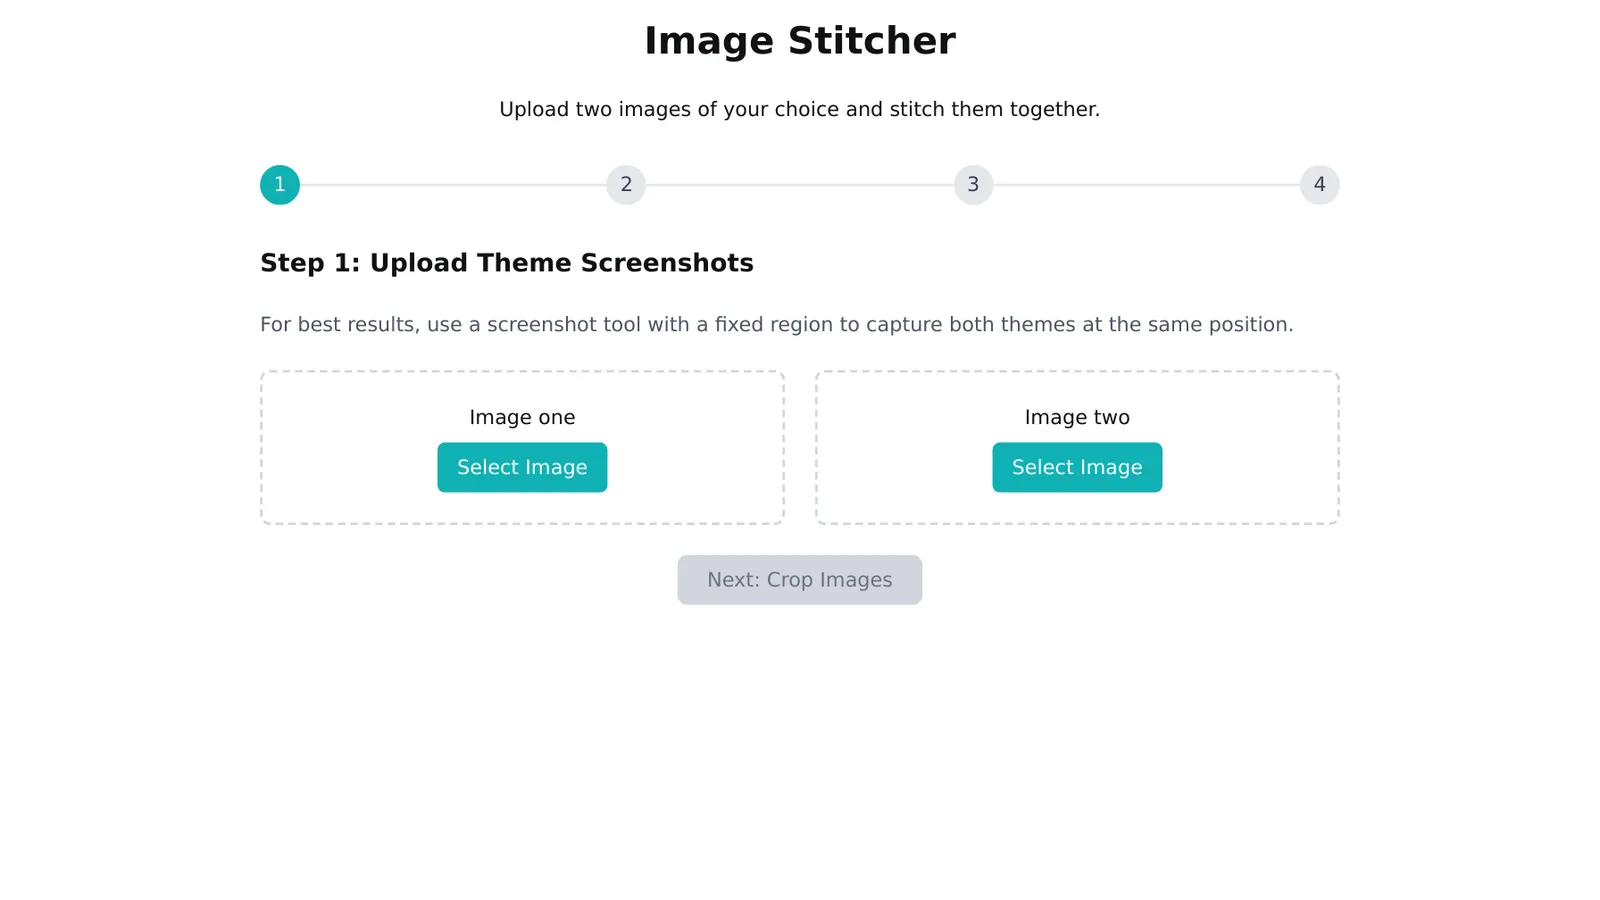 Image Stitcher
Upload two images of your choice and stitch them together.
1 2 3 4
Step 1: Upload Theme Screenshots
For best results, use a screenshot tool with a fixed region to capture both themes at the same position.
Image one
Select Image
Image two
Select Image
Next: Crop Images